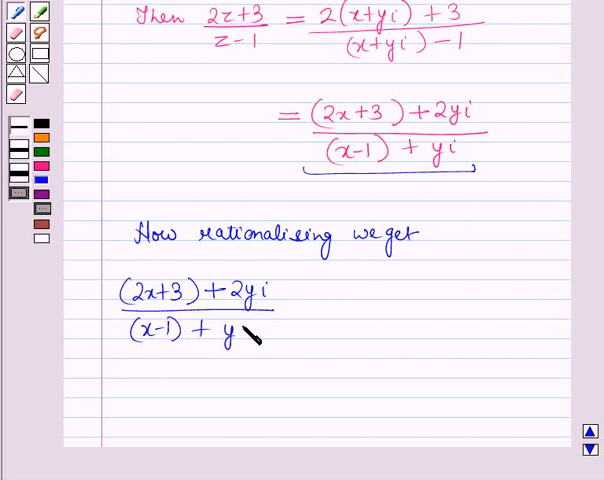 Then 2z+3/z-1 = 2(x+yi)+3/(x+yi)-1
= (2x+3)+2yi/(x-1)+yi
Now rationalising we get
(2x+3)+2yi/(x-1)+y